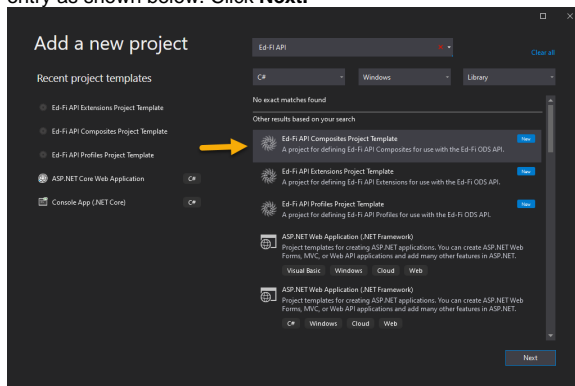 entry as shown below. Click Next.
Add a new project
Ed-Fi API
Clear all
Recent project templates
C#
Windows
Library
Ed-Fi API Extensions Project Template
Ed-Fi API Composites Project Template
Ed-Fi API Profiles Project Template
ASP.NET Core Web Application
C#
Console App (.NET Core)
C#
No exact matches found
Other results based on your search
Ed-Fi API Composites Project Template
New
A project for defining Ed-Fi API Composites for use with the Ed-Fi ODS API.
Ed-Fi API Extensions Project Template
New
A project for defining Ed-Fi API Extensions for use with the Ed-Fi ODS API.
Ed-Fi API Profiles Project Template
New
A project for defining Ed-Fi API Profiles for use with the Ed-Fi ODS API.
ASP.NET Web Application (.NET Framework)
Project templates for creating ASP.NET applications. You can create ASP.NET Web
Forms, MVC, or Web API applications and add many other features in ASP.NET.
Visual Basic Windows Cloud Web
ASP.NET Web Application (.NET Framework)
Project templates for creating ASP.NET applications. You can create ASP.NET Web
Forms, MVC, or Web API applications and add many other features in ASP.NET.
C# Windows Cloud Web
Next